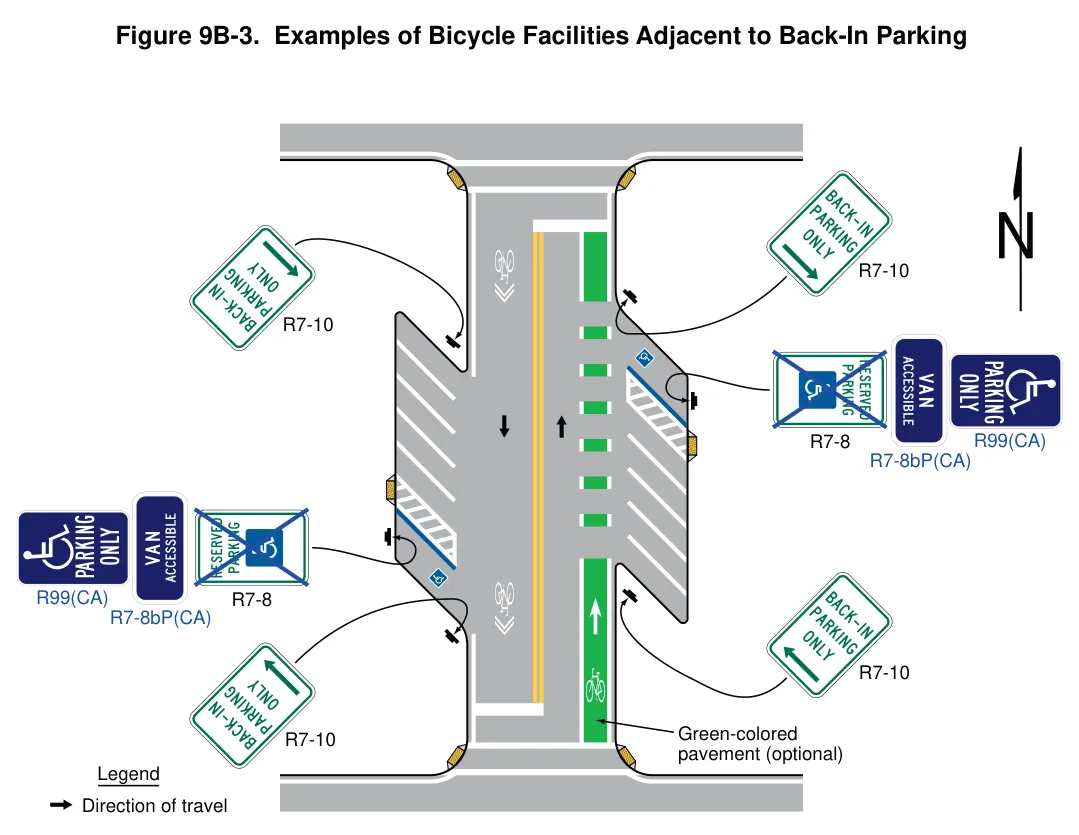 Figure 9B-3.  Examples of Bicycle Facilities Adjacent to Back-In Parking
N
BACK-IN
PARKING
ONLY
R7-10
BACK-IN
PARKING
ONLY
R7-10
RESERVED
PARKING
R7-8
VAN
ACCESSIBLE
R7-8bP(CA)
PARKING
ONLY
R99(CA)
PARKING
ONLY
R99(CA)
VAN
ACCESSIBLE
R7-8bP(CA)
RESERVED
PARKING
R7-8
BACK-IN
PARKING
ONLY
R7-10
BACK-IN
PARKING
ONLY
R7-10
Green-colored
pavement (optional)
Legend
Direction of travel